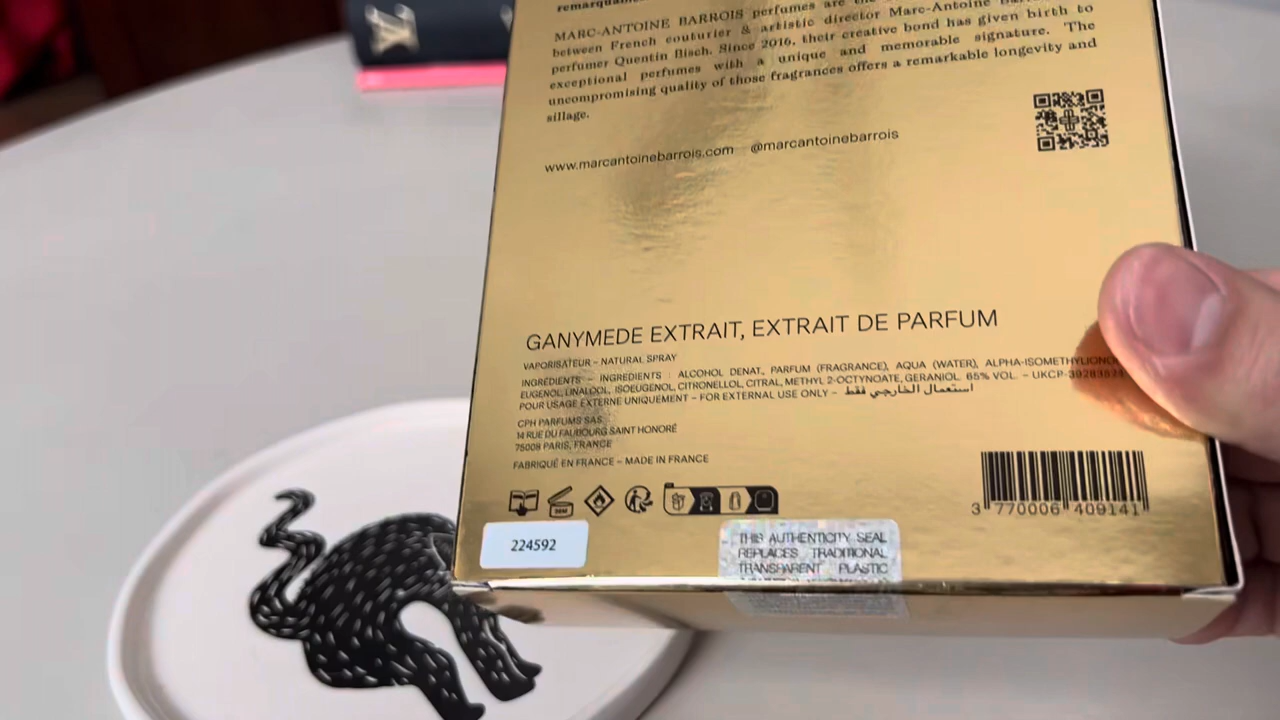 MARC-ANTOINE BARROIS perfumes are the
between French couturier & artistic director Marc-Antoine
perfumer Quentin Bisch. Since 2016, their creative bond has given birth to
exceptional perfumes with a unique and memorable signature. The
uncompromising quality of those fragrances offers a remarkable longevity and
sillage.
www.marcantoinebarrois.com @marcantoinebarrois
GANYMEDE EXTRAIT, EXTRAIT DE PARFUM
VAPORISATEUR – NATURAL SPRAY
INGRÉDIENTS – INGREDIENTS : ALCOHOL DENAT., PARFUM (FRAGRANCE), AQUA (WATER),
EUGENOL, LINALOOL, ISOEUGENOL, CITRONELLOL, CITRAL, METHYL 2-OCTYNOATE, GERANIOL. 65% VOL. –
POUR USAGE EXTERNE UNIQUEMENT – FOR EXTERNAL USE ONLY – استعمال الخارجي فقط
CPH PARFUMS SAS
14 RUE DU FAUBOURG SAINT HONORÉ
75008 PARIS, FRANCE
FABRIQUÉ EN FRANCE – MADE IN FRANCE
3 770006 409141
224592
THIS AUTHENTICITY SEAL
REPLACES TRADITIONAL
TRANSPARENT PLASTIC
LV